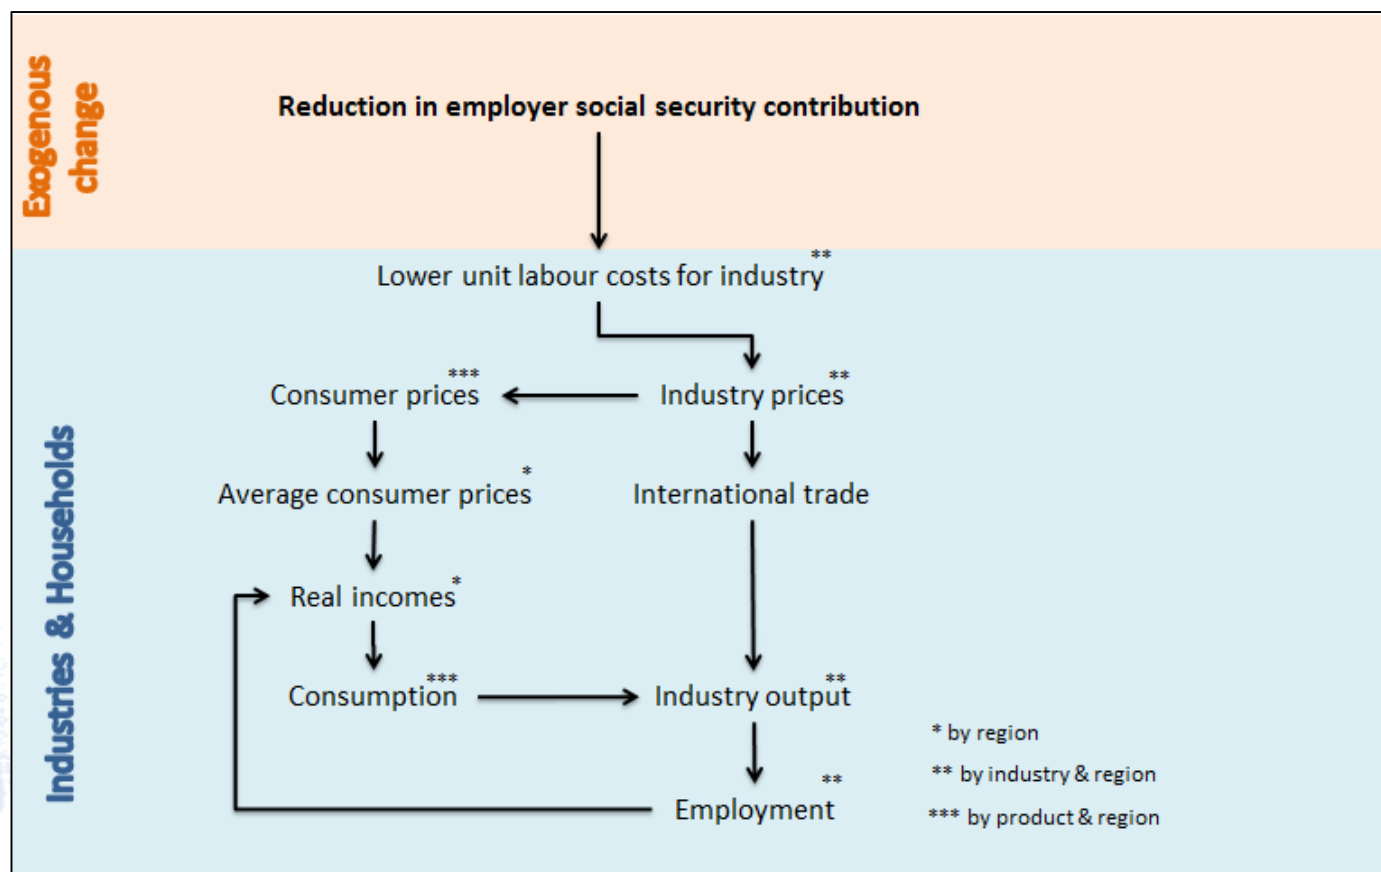 Exogenous
change
Reduction in employer social security contribution
Lower unit labour costs for industry**
Consumer prices***
Industry prices**
Average consumer prices*
International trade
Real incomes*
Consumption***
Industry output**
Employment**
Industries & Households
* by region
** by industry & region
*** by product & region